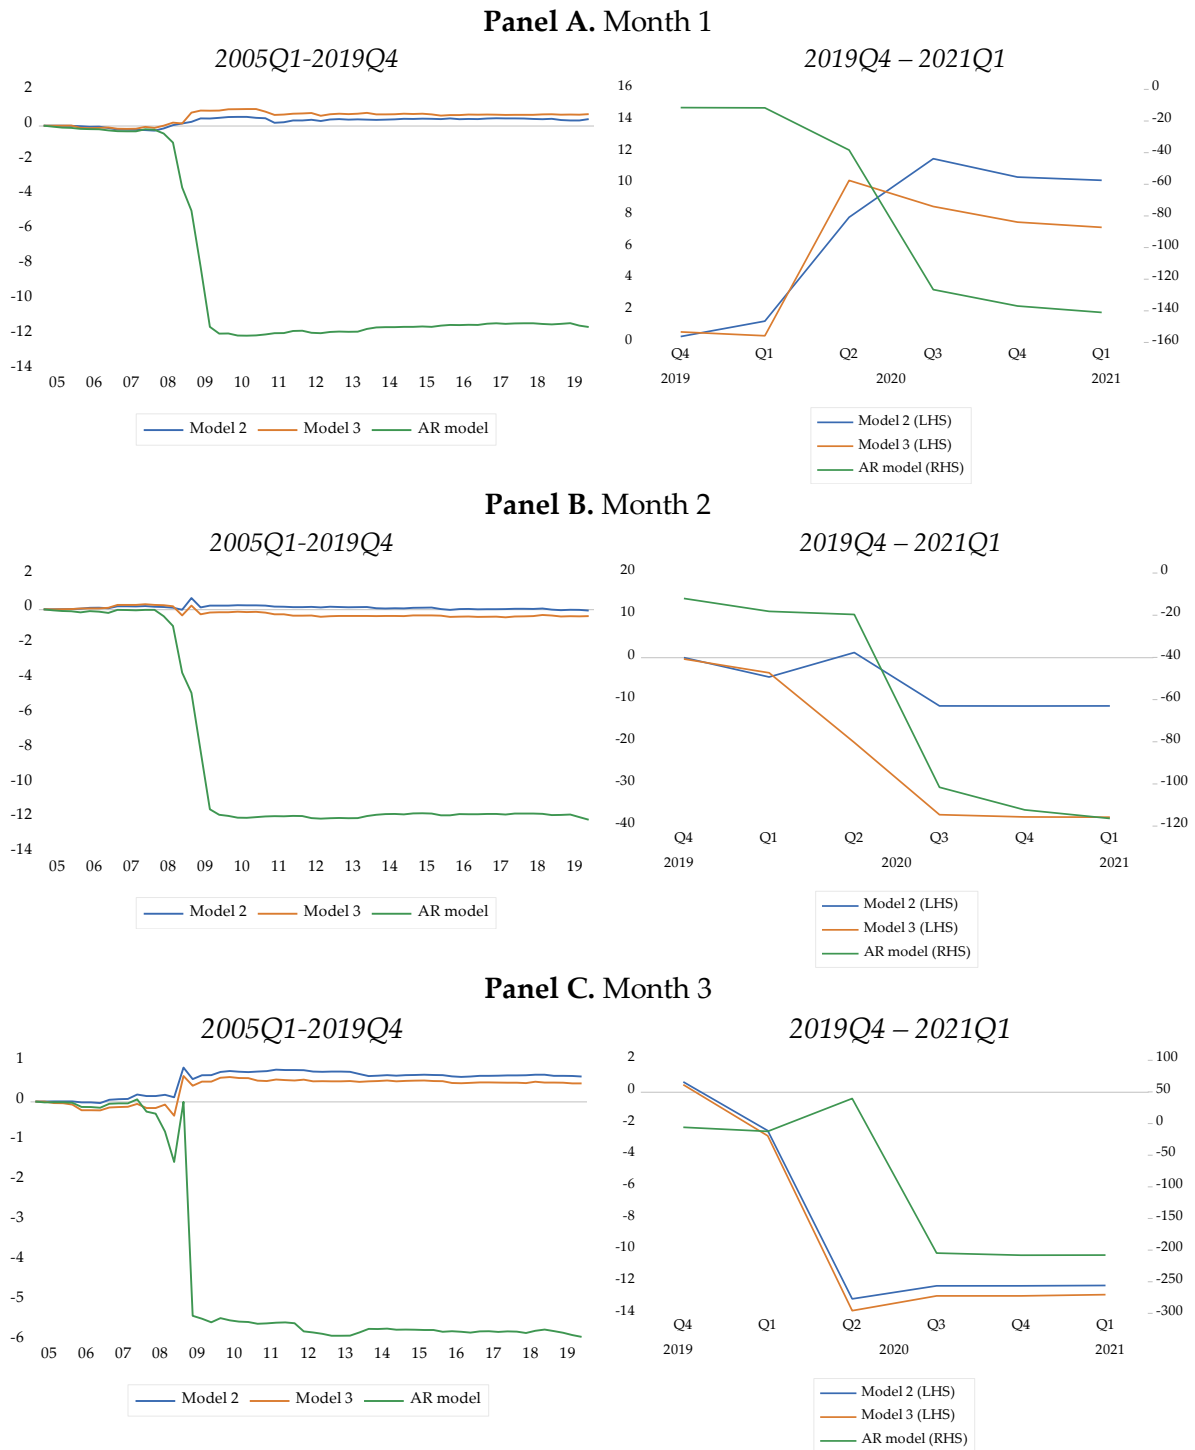 Panel A. Month 1
2005Q1-2019Q4
2
0
-2
-4
-6
-8
-10
-12
-14
05 06 07 08 09 10 11 12 13 14 15 16 17 18 19
Model 2 Model 3 AR model
2019Q4 – 2021Q1
16
14
12
10
8
6
4
2
0
0
-20
-40
-60
-80
-100
-120
-140
-160
Q4 Q1 Q2 Q3 Q4 Q1
2019 2020 2021
Model 2 (LHS)
Model 3 (LHS)
AR model (RHS)
Panel B. Month 2
2005Q1-2019Q4
2
0
-2
-4
-6
-8
-10
-12
-14
05 06 07 08 09 10 11 12 13 14 15 16 17 18 19
Model 2 Model 3 AR model
2019Q4 – 2021Q1
20
10
0
-10
-20
-30
-40
0
-20
-40
-60
-80
-100
-120
Q4 Q1 Q2 Q3 Q4 Q1
2019 2020 2021
Model 2 (LHS)
Model 3 (LHS)
AR model (RHS)
Panel C. Month 3
2005Q1-2019Q4
1
0
-1
-2
-3
-4
-5
-6
05 06 07 08 09 10 11 12 13 14 15 16 17 18 19
Model 2 Model 3 AR model
2019Q4 – 2021Q1
2
0
-2
-4
-6
-8
-10
-12
-14
100
50
0
-50
-100
-150
-200
-250
-300
Q4 Q1 Q2 Q3 Q4 Q1
2019 2020 2021
Model 2 (LHS)
Model 3 (LHS)
AR model (RHS)